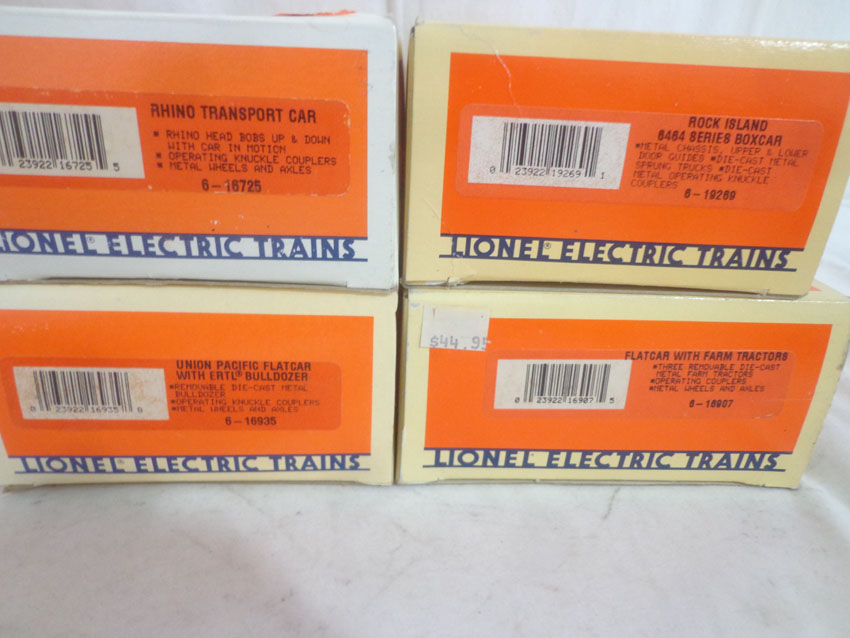 RHINO TRANSPORT CAR
* RHINO HEAD BOBS UP & DOWN
WITH CAR IN MOTION
* OPERATING KNUCKLE COUPLERS
* METAL WHEELS AND AXLES
6-16725
23922 16725 5
LIONEL® ELECTRIC TRAINS
ROCK ISLAND
6464 SERIES BOXCAR
*METAL CHASSIS, UPPER & LOWER
DOOR GUIDES *DIE-CAST METAL
SPRUNG TRUCKS *DIE-CAST
METAL OPERATING KNUCKLE
COUPLERS
6-19269
0 23922 19269 1
LIONEL® ELECTRIC TRAINS
UNION PACIFIC FLATCAR
WITH ERTL® BULLDOZER
*REMOVABLE DIE-CAST METAL
BULLDOZER
*OPERATING KNUCKLE COUPLERS
*METAL WHEELS AND AXLES
6-16935
0 23922 16935
LIONEL® ELECTRIC TRAINS
$44.95
FLATCAR WITH FARM TRACTORS
*THREE REMOVABLE DIE-CAST
METAL FARM TRACTORS
*OPERATING COUPLERS
*METAL WHEELS AND AXLES
6-16907
0 23922 16907 5
LIONEL® ELECTRIC TRAINS